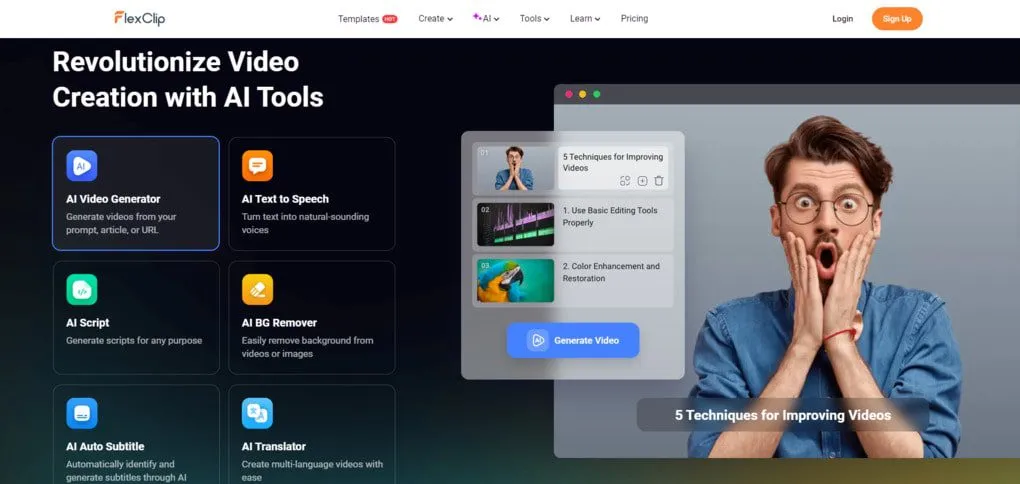 FlexClip
Templates HOT
Create
AI
Tools
Learn
Pricing
Login
Sign Up
Revolutionize Video
Creation with AI Tools
AI
AI Video Generator
Generate videos from your
prompt, article, or URL
AI Text to Speech
Turn text into natural-sounding
voices
AI Script
Generate scripts for any purpose
AI BG Remover
Easily remove background from
videos or images
AI Auto Subtitle
Automatically identify and
generate subtitles through AI
AI Translator
Create multi-language videos with
ease
01
5 Techniques for Improving
Videos
02.
1. Use Basic Editing Tools
Properly
03.
2. Color Enhancement and
Restoration
AI
Generate Video
5 Techniques for Improving Videos